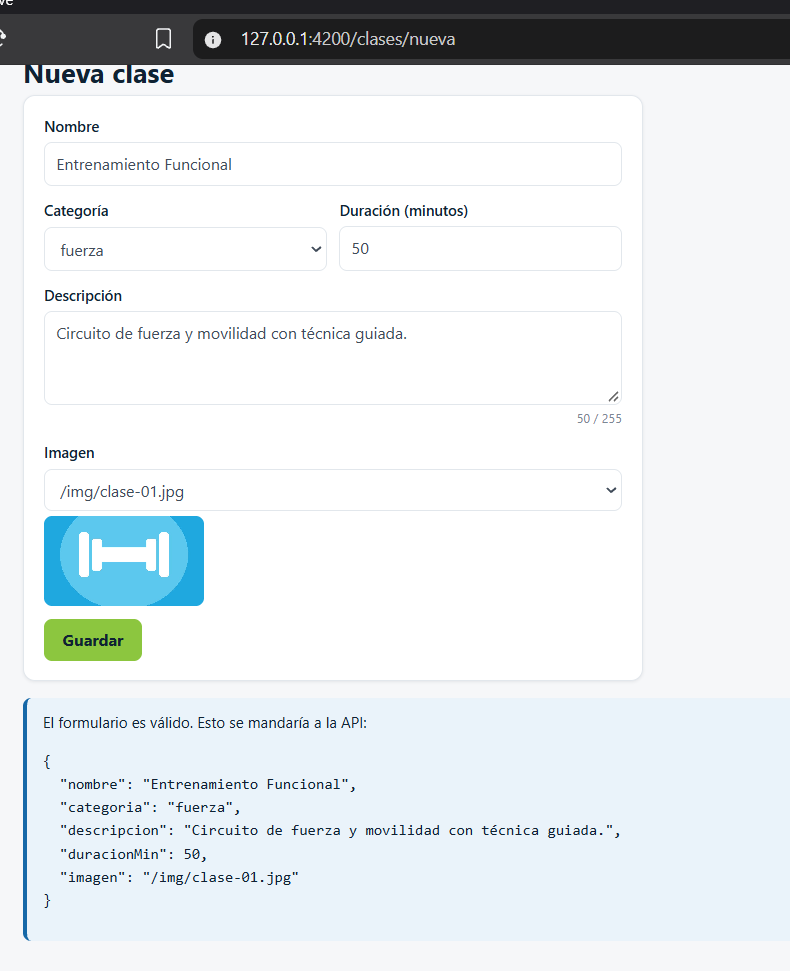 127.0.0.1:4200/clases/nueva
Nueva clase
Nombre
Entrenamiento Funcional
Categoría
Duración (minutos)
fuerza
50
Descripción
Circuito de fuerza y movilidad con técnica guiada.
50 / 255
Imagen
/img/clase-01.jpg
Guardar
El formulario es válido. Esto se mandaría a la API:
{
  "nombre": "Entrenamiento Funcional",
  "categoria": "fuerza",
  "descripcion": "Circuito de fuerza y movilidad con técnica guiada.",
  "duracionMin": 50,
  "imagen": "/img/clase-01.jpg"
}